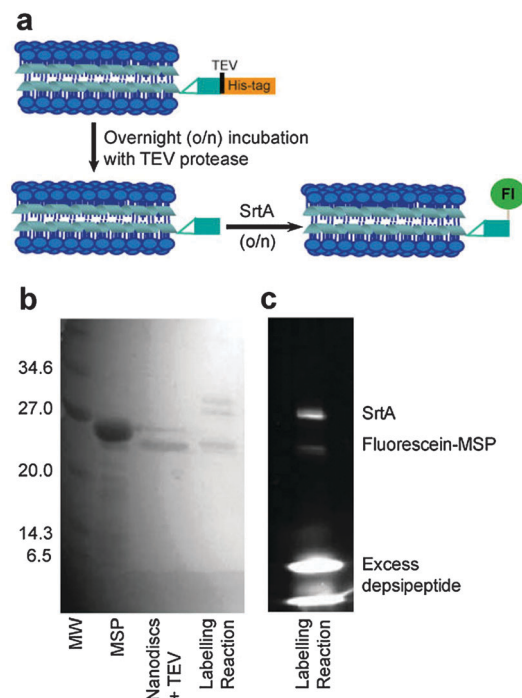 a
TEV
His-tag
Overnight (o/n) incubation
with TEV protease
SrtA
(o/n)
Fl
b
c
34.6
27.0
20.0
14.3
6.5
SrtA
Fluorescein-MSP
Excess
depsipeptide
MW
MSP
Nanodiscs
+ TEV
Labelling
Reaction
Labelling
Reaction